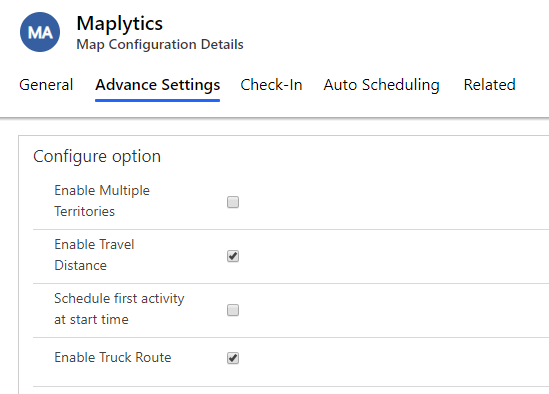 MA
Maplytics
Map Configuration Details
General Advance Settings Check-In Auto Scheduling Related
Configure option
Enable Multiple
Territories
Enable Travel
Distance
Schedule first activity
at start time
Enable Truck Route